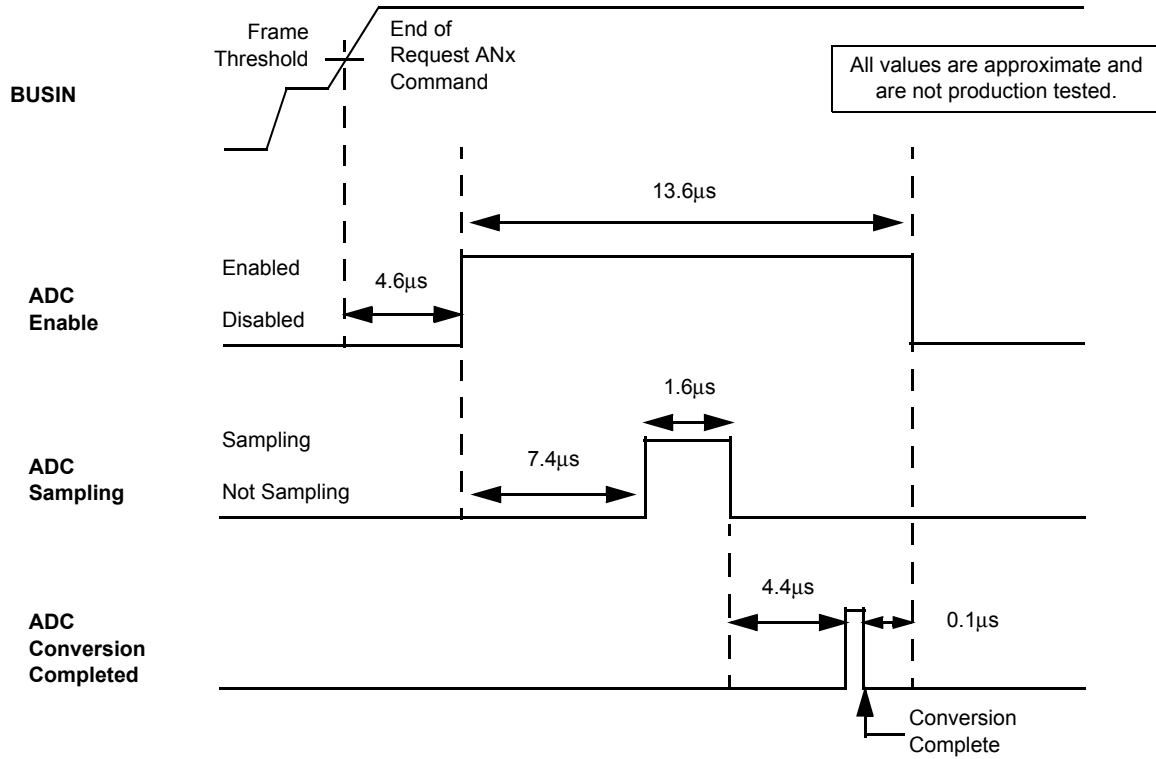 Frame
Threshold
End of
Request ANx
Command
BUSIN
All values are approximate and
are not production tested.
13.6μs
Enabled
ADC
Enable
4.6μs
Disabled
1.6μs
Sampling
ADC
Sampling
7.4μs
Not Sampling
4.4μs
0.1μs
ADC
Conversion
Completed
Conversion
Complete